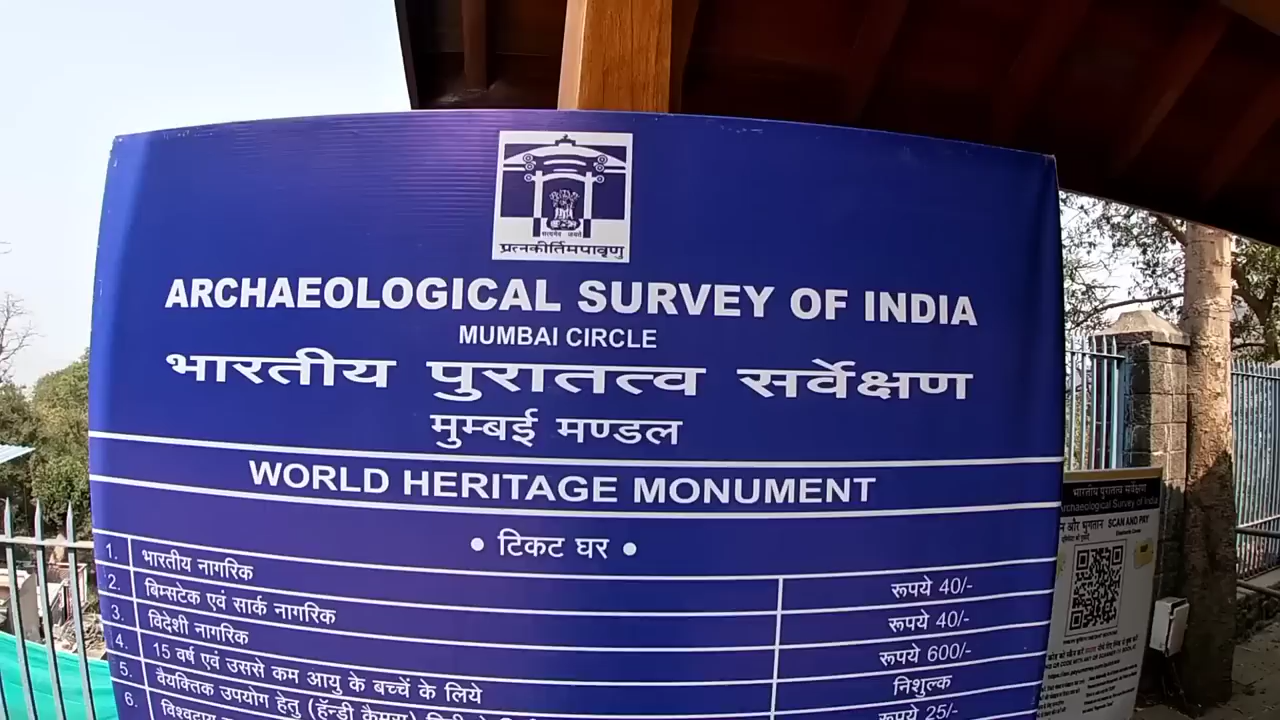 सत्यमेव जयते
प्रत्नकीर्तिमपावृणु
ARCHAEOLOGICAL SURVEY OF INDIA
MUMBAI CIRCLE
भारतीय पुरातत्व सर्वेक्षण
मुम्बई मण्डल
WORLD HERITAGE MONUMENT
• टिकट घर •
1. भारतीय नागरिक रूपये 40/-
2. बिम्सटेक एवं सार्क नागरिक रूपये 40/-
3. विदेशी नागरिक रूपये 600/-
4. 15 वर्ष एवं उससे कम आयु के बच्चें के लिये निशुल्क
5. वैयक्तिक उपयोग हेतु (हॅन्डी कैमरा) रूपये 25/-
6.
भारतीय पुरातत्व सर्वेक्षण
Archaeological Survey of India
और भुगतान SCAN AND PAY